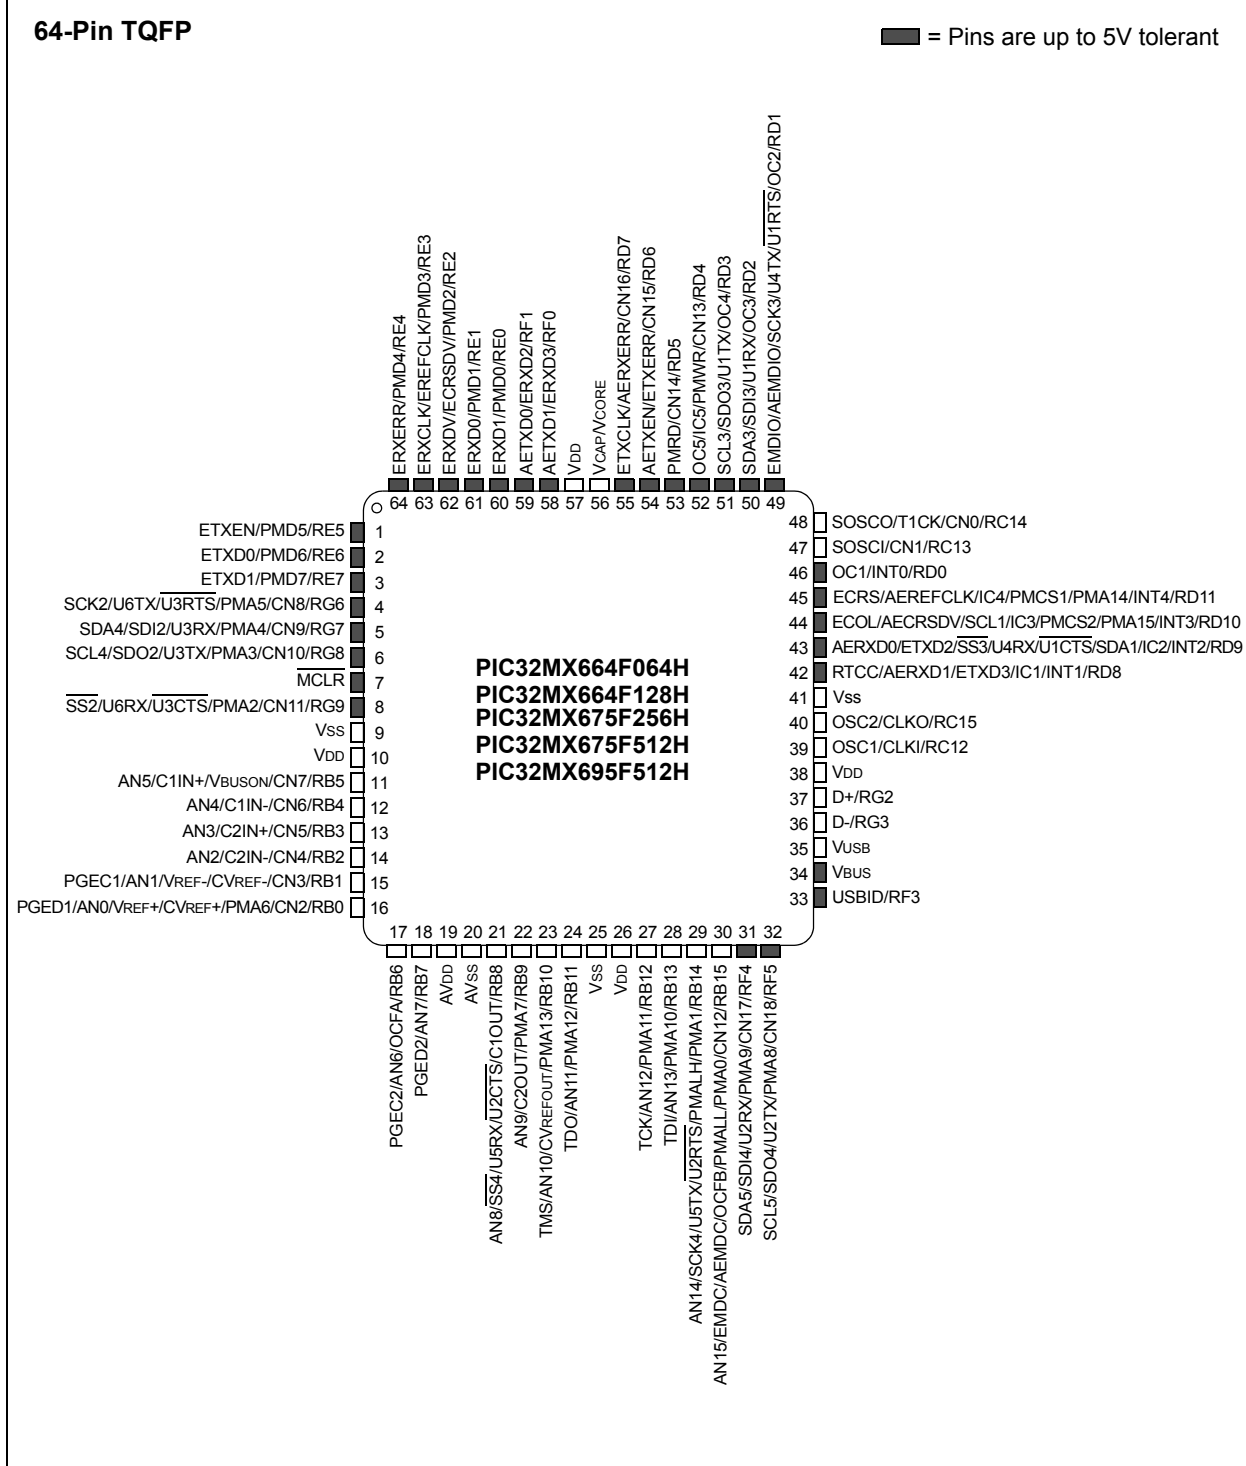 64-Pin TQFP
= Pins are up to 5V tolerant
ERXERR/PMD4/RE4
ERXCLK/EREFCLK/PMD3/RE3
ERXDV/ECRSDV/PMD2/RE2
ERXD0/PMD1/RE1
ERXD1/PMD0/RE0
AETXD0/ERXD2/RF1
AETXD1/ERXD3/RF0
VDD
VCAP/VCORE
ETXCLK/AERXERR/CN16/RD7
AETXEN/ETXERR/CN15/RD6
PMRD/CN14/RD5
OC5/IC5/PMWR/CN13/RD4
SCL3/SDO3/U1TX/OC4/RD3
SDA3/SDI3/U1RX/OC3/RD2
EMDIO/AEMDIO/SCK3/U4TX/U1RTS/OC2/RD1
64 63 62 61 60 59 58 57 56 55 54 53 52 51 50 49
ETXEN/PMD5/RE5 1
ETXD0/PMD6/RE6 2
ETXD1/PMD7/RE7 3
SCK2/U6TX/U3RTS/PMA5/CN8/RG6 4
SDA4/SDI2/U3RX/PMA4/CN9/RG7 5
SCL4/SDO2/U3TX/PMA3/CN10/RG8 6
MCLR 7
SS2/U6RX/U3CTS/PMA2/CN11/RG9 8
VSS 9
VDD 10
AN5/C1IN+/VBUSON/CN7/RB5 11
AN4/C1IN-/CN6/RB4 12
AN3/C2IN+/CN5/RB3 13
AN2/C2IN-/CN4/RB2 14
PGEC1/AN1/VREF-/CVREF-/CN3/RB1 15
PGED1/AN0/VREF+/CVREF+/PMA6/CN2/RB0 16
PIC32MX664F064H
PIC32MX664F128H
PIC32MX675F256H
PIC32MX675F512H
PIC32MX695F512H
48 SOSCO/T1CK/CN0/RC14
47 SOSCI/CN1/RC13
46 OC1/INT0/RD0
45 ECRS/AEREFCLK/IC4/PMCS1/PMA14/INT4/RD11
44 ECOL/AECRSDV/SCL1/IC3/PMCS2/PMA15/INT3/RD10
43 AERXD0/ETXD2/SS3/U4RX/U1CTS/SDA1/IC2/INT2/RD9
42 RTCC/AERXD1/ETXD3/IC1/INT1/RD8
41 Vss
40 OSC2/CLKO/RC15
39 OSC1/CLKI/RC12
38 VDD
37 D+/RG2
36 D-/RG3
35 VUSB
34 VBUS
33 USBID/RF3
17 18 19 20 21 22 23 24 25 26 27 28 29 30 31 32
PGEC2/AN6/OCFA/RB6
PGED2/AN7/RB7
AVDD
AVSS
AN8/SS4/U5RX/U2CTS/C1OUT/RB8
AN9/C2OUT/PMA7/RB9
TMS/AN10/CVREFOUT/PMA13/RB10
TDO/AN11/PMA12/RB11
VSS
VDD
TCK/AN12/PMA11/RB12
TDI/AN13/PMA10/RB13
AN14/SCK4/U5TX/U2RTS/PMALH/PMA1/RB14
AN15/EMDC/AEMDC/OCFB/PMALL/PMA0/CN12/RB15
SDA5/SDI4/U2RX/PMA9/CN17/RF4
SCL5/SDO4/U2TX/PMA8/CN18/RF5